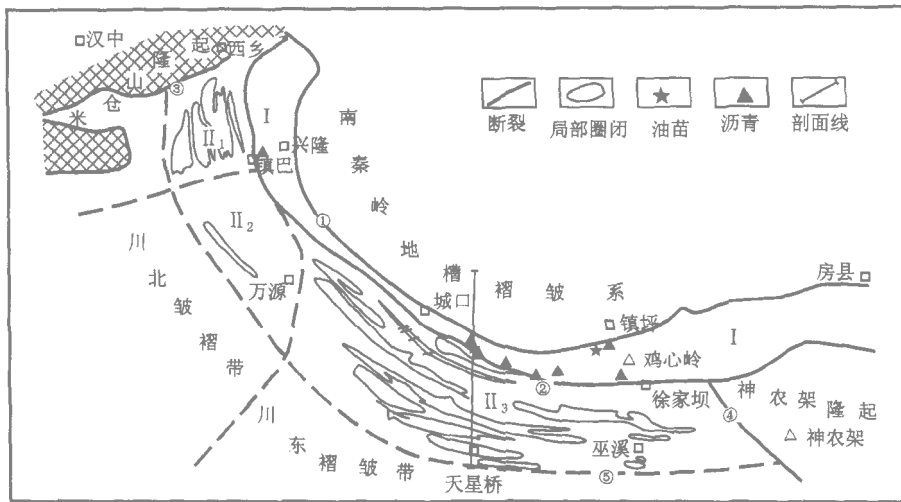 汉中
西乡
米仓山隆起
③
Ⅰ
Ⅱ₁
兴隆
镇巴
南秦岭地槽褶皱系
断裂
局部圈闭
油苗
沥青
剖面线
①
Ⅱ₂
万源
川北皱褶带
城口
镇坪
房县
Ⅰ
鸡心岭
②
徐家坝
神农架隆起
④
神农架
Ⅱ₃
巫溪
川东褶皱带
天星桥
⑤